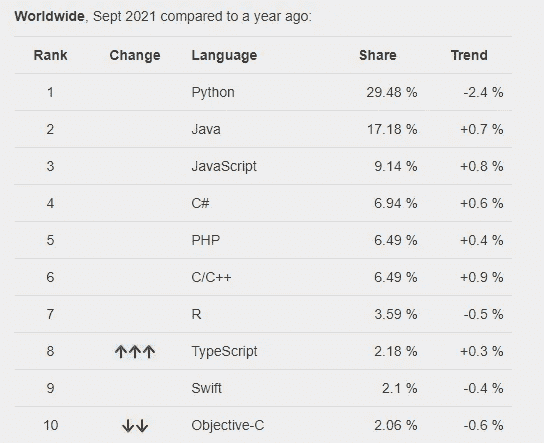 Worldwide, Sept 2021 compared to a year ago:
Rank Change Language Share Trend
1 Python 29.48 % -2.4 %
2 Java 17.18 % +0.7 %
3 JavaScript 9.14 % +0.8 %
4 C# 6.94 % +0.6 %
5 PHP 6.49 % +0.4 %
6 C/C++ 6.49 % +0.9 %
7 R 3.59 % -0.5 %
8 ↑↑↑ TypeScript 2.18 % +0.3 %
9 Swift 2.1 % -0.4 %
10 ↓↓ Objective-C 2.06 % -0.6 %